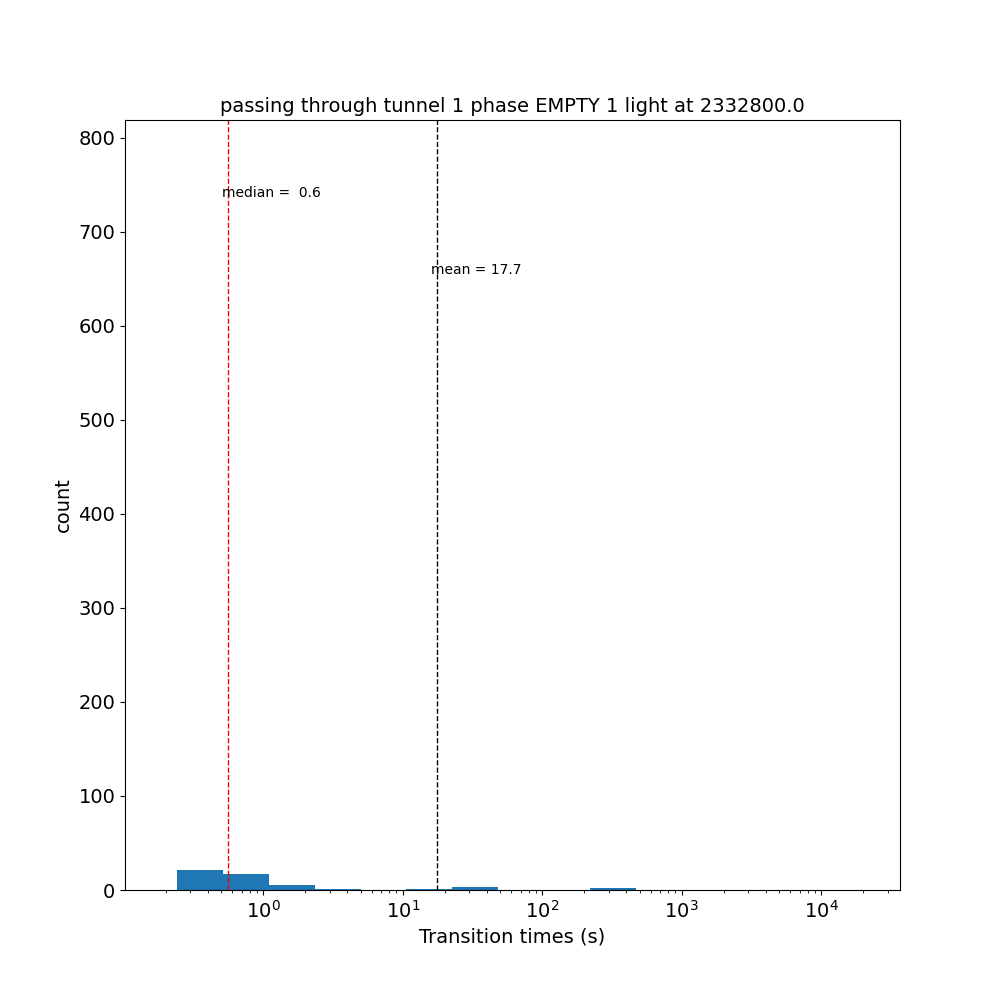 passing through tunnel 1 phase EMPTY 1 light at 2332800.0
800
median =  0.6
700
mean = 17.7
600
500
400
count
300
200
100
0
10⁰ 10¹ 10² 10³ 10⁴
Transition times (s)